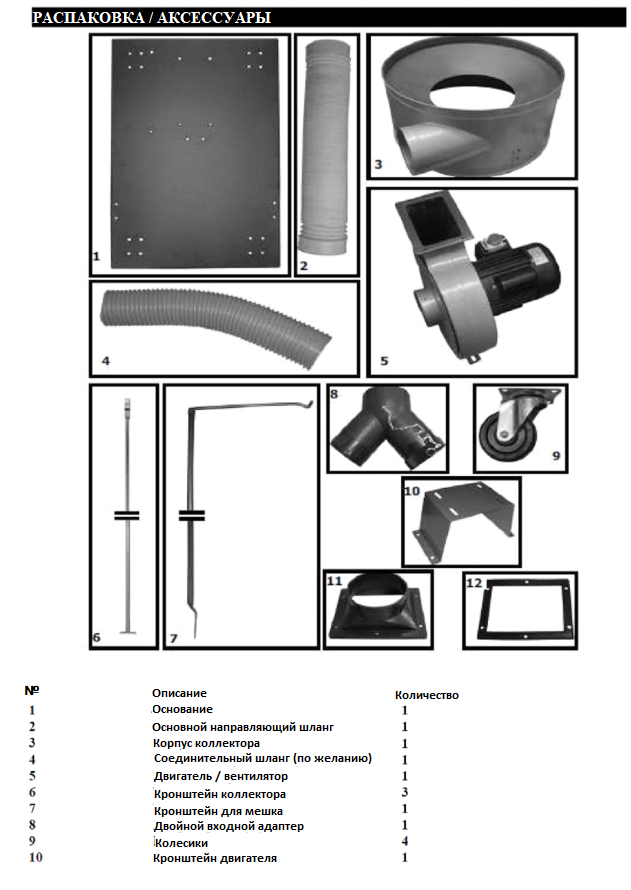 РАСПАКОВКА / АКСЕССУАРЫ
1
2
3
4
5
6
7
8
9
10
11
12
№ Описание Количество
1 Основание 1
2 Основной направляющий шланг 1
3 Корпус коллектора 1
4 Соединительный шланг (по желанию) 1
5 Двигатель / вентилятор 1
6 Кронштейн коллектора 3
7 Кронштейн для мешка 1
8 Двойной входной адаптер 1
9 Колесики 4
10 Кронштейн двигателя 1